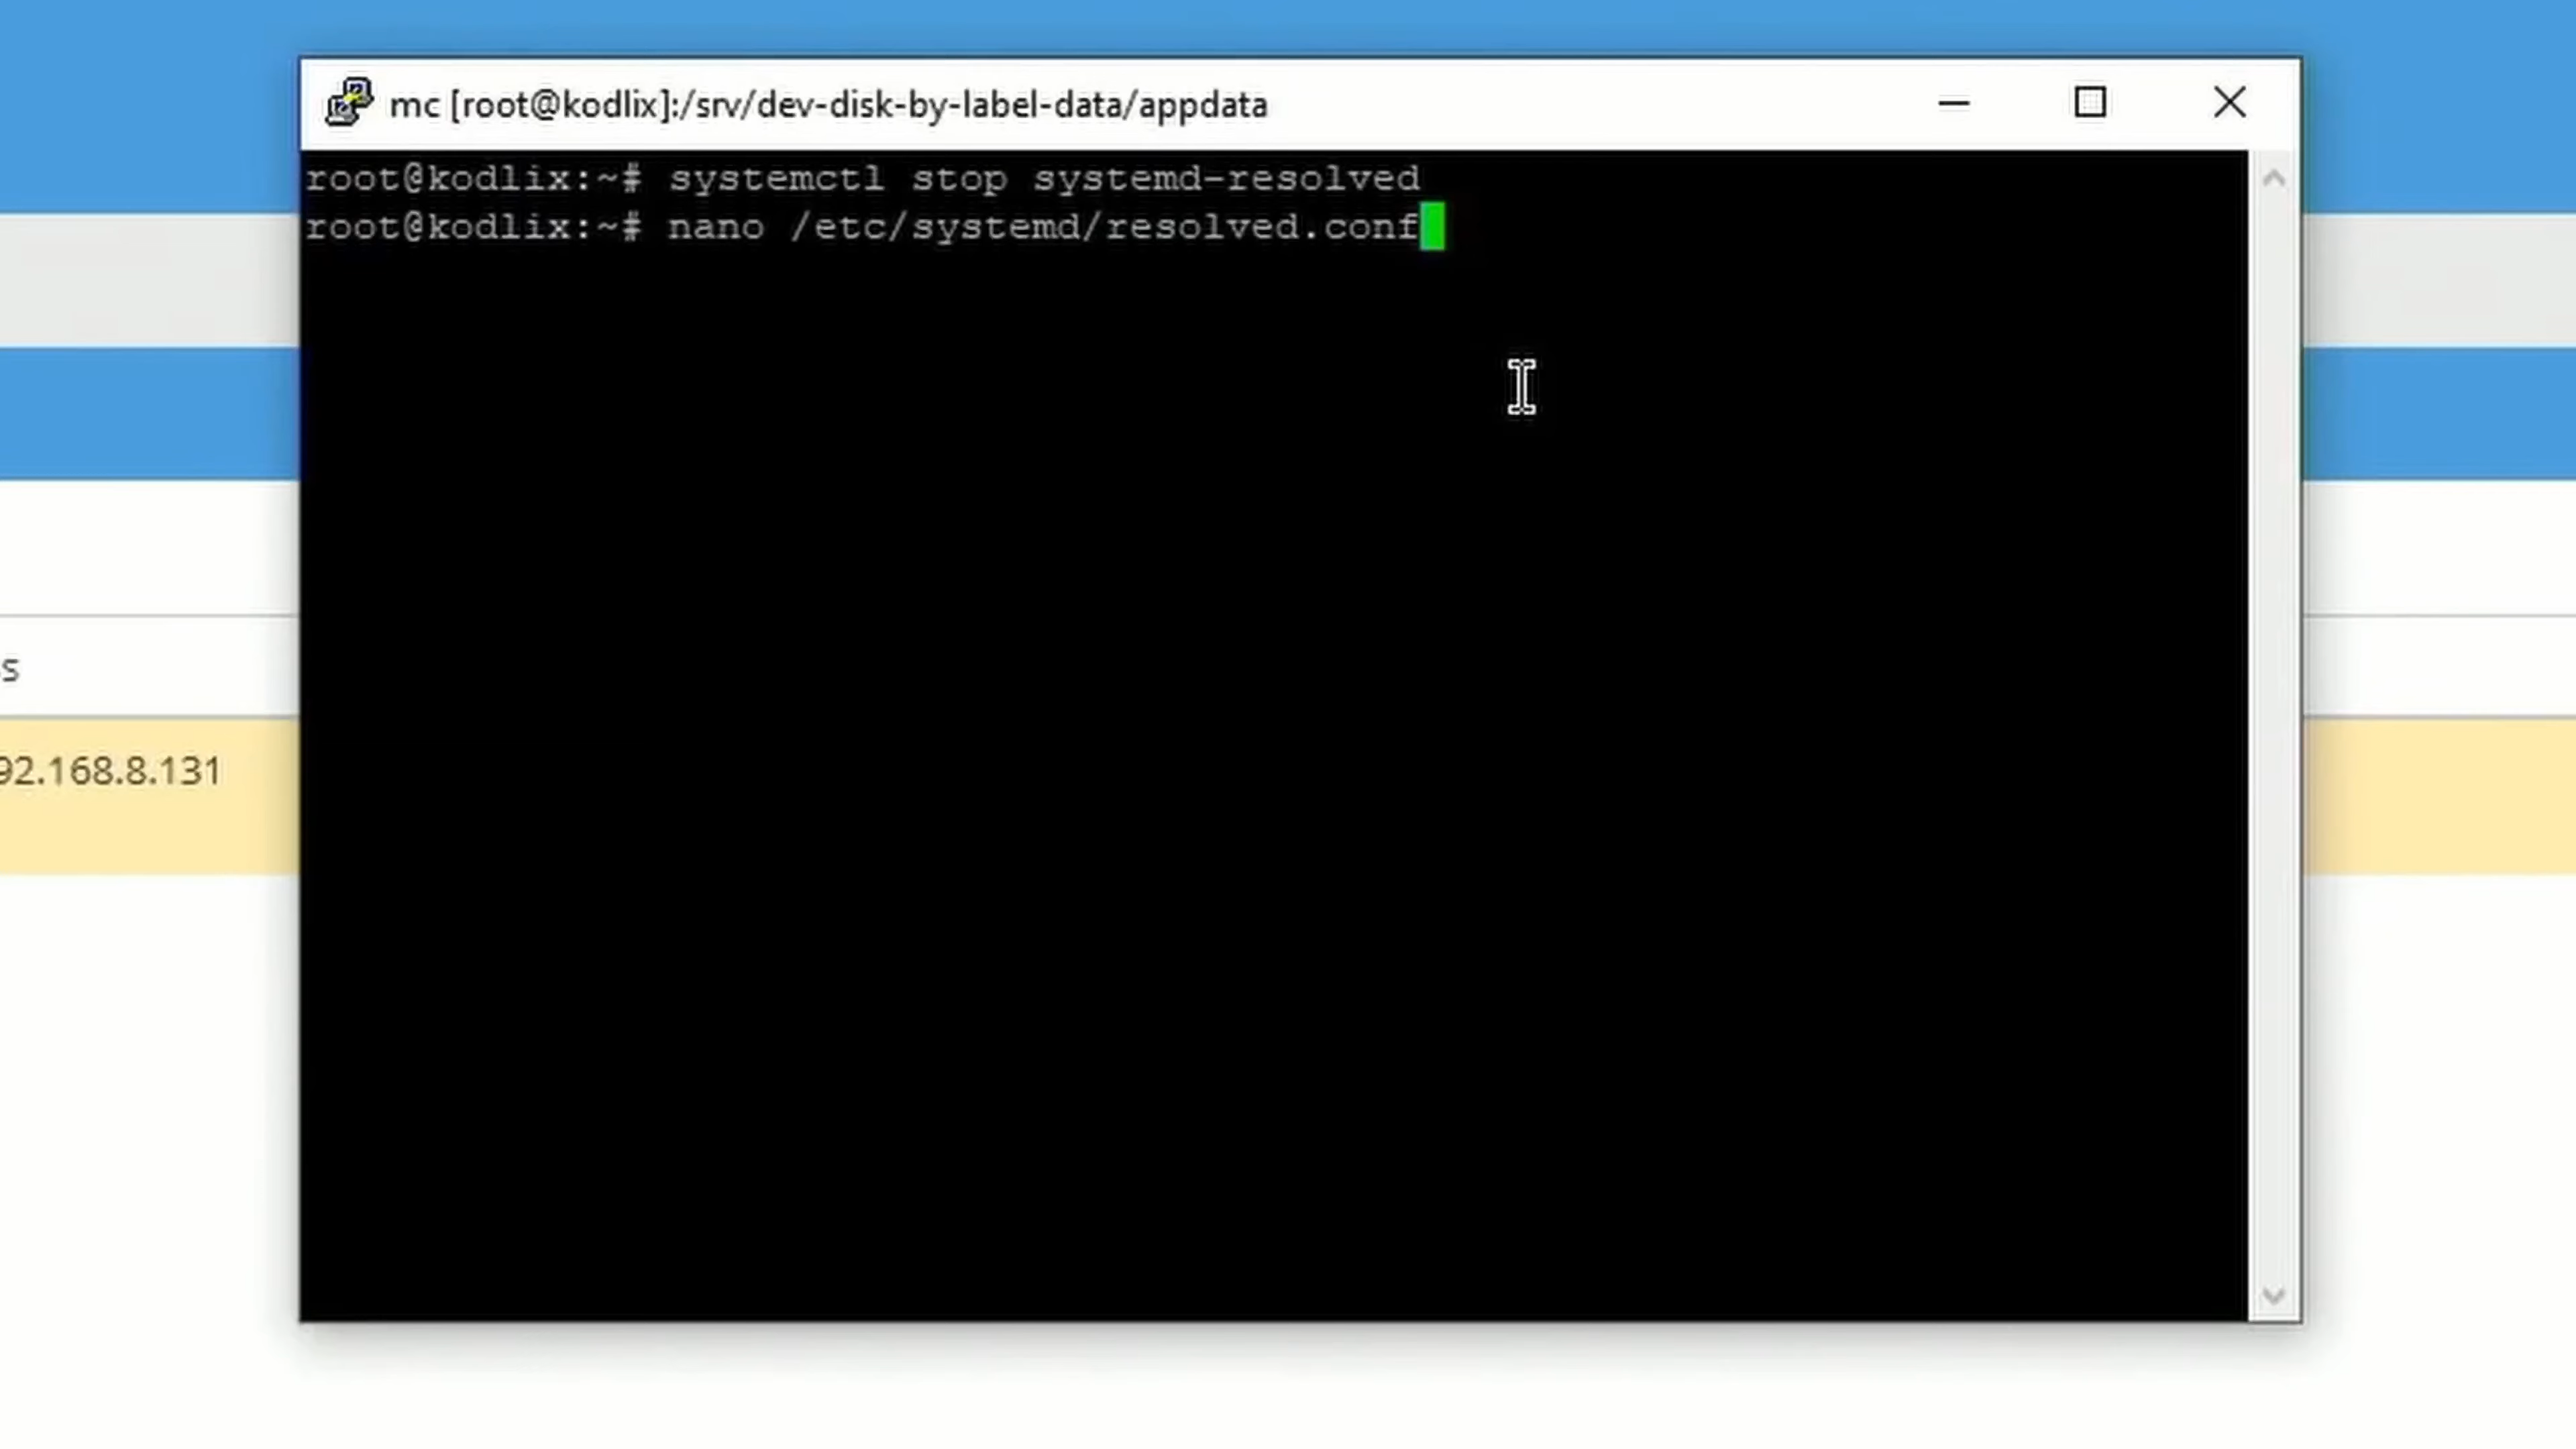 mc [root@kodlix]:/srv/dev-disk-by-label-data/appdata
root@kodlix:~# systemctl stop systemd-resolved
root@kodlix:~# nano /etc/systemd/resolved.conf
s
92.168.8.131